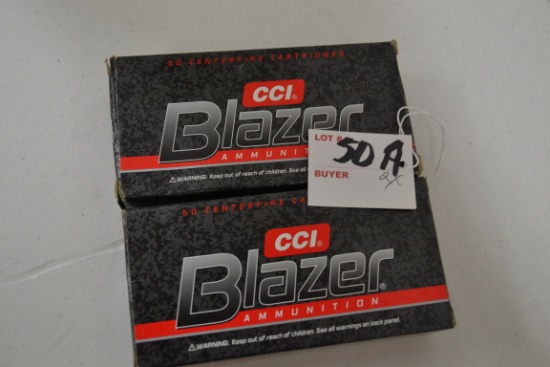 50 CENTERFIRE CARTRIDGES
CCI
Blazer
AMMUNITION
⚠WARNING: Keep out of reach of children. See all
LOT #
50 A
BUYER
2X
50 CENTERFIRE
CCI®
Blazer®
AMMUNITION
⚠WARNING: Keep out of reach of children. See all warnings on back panel.